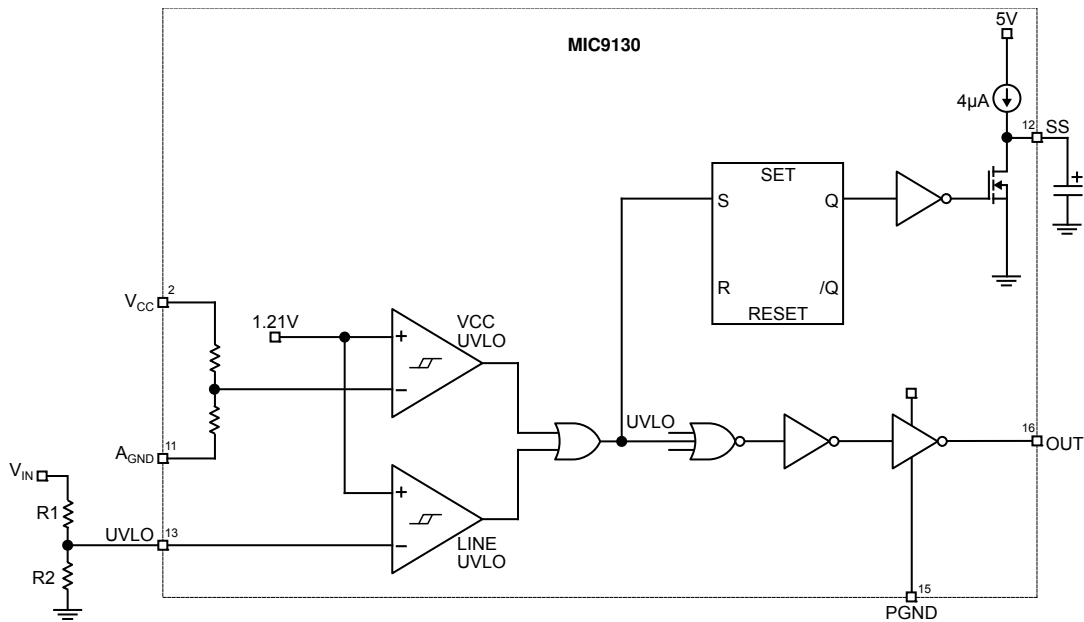 5V
MIC9130
4µA
12
SS
SET
S
Q
R
/Q
RESET
2
VCC
1.21V
+
VCC
UVLO
−
11
AGND
VIN
R1
UVLO
13
R2
+
−
LINE
UVLO
UVLO
16
OUT
15
PGND
+